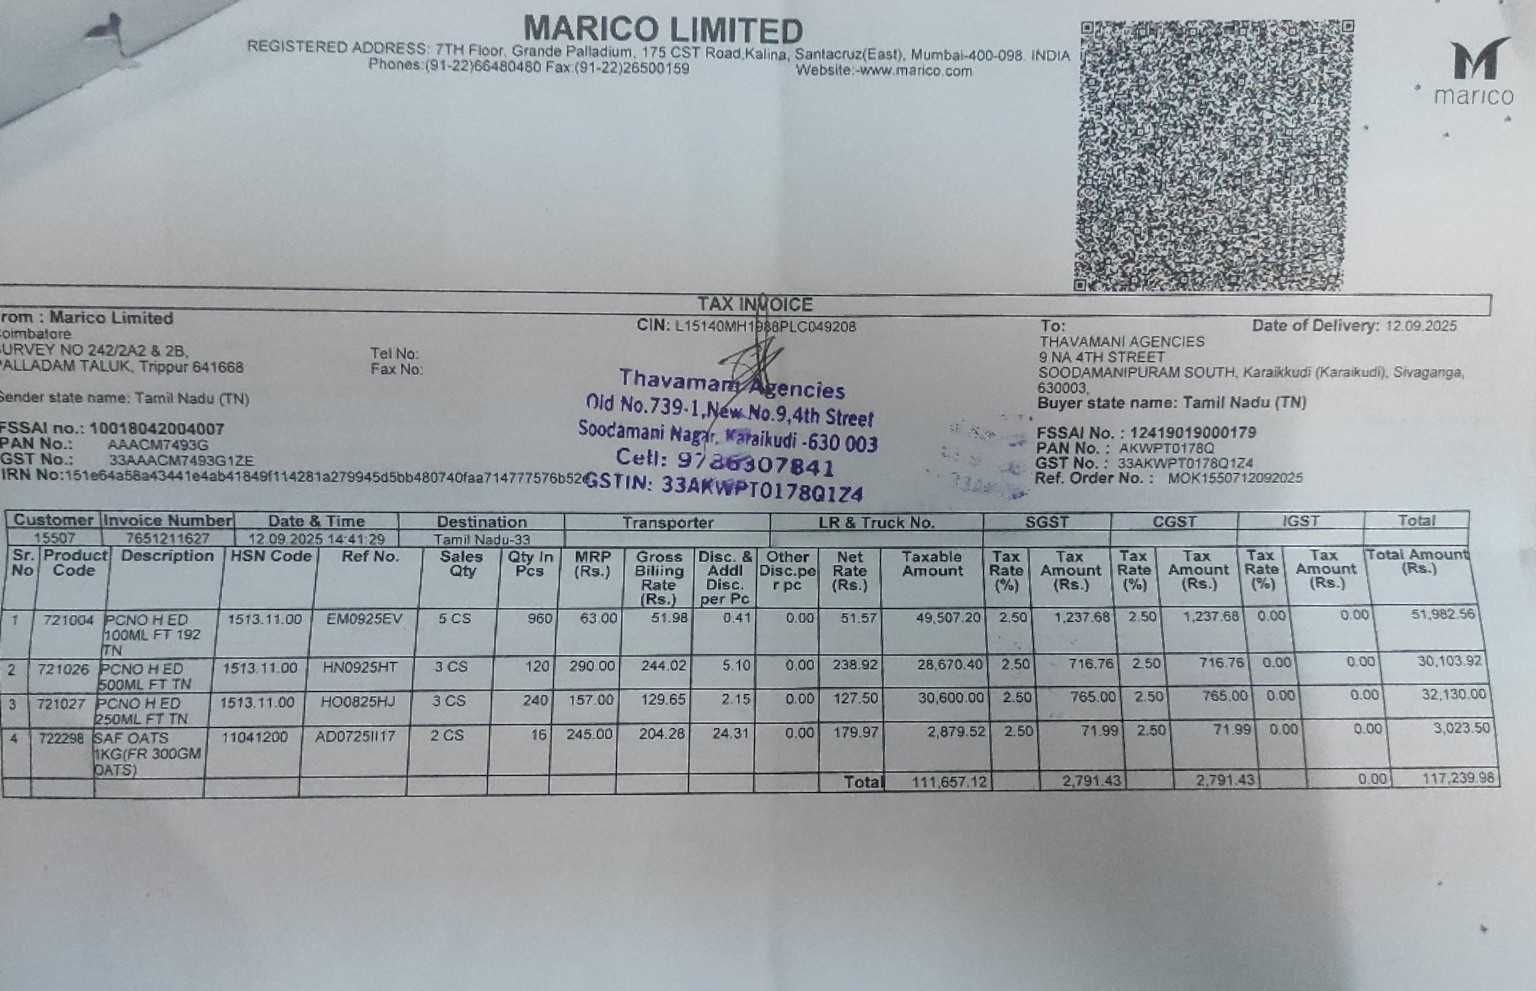 MARICO LIMITED
REGISTERED ADDRESS: 7TH Floor, Grande Palladium, 175 CST Road,Kalina, Santacruz(East), Mumbai-400-098. INDIA
Phones:(91-22)66480480 Fax:(91-22)26500159 Website:-www.marico.com
marico
TAX INVOICE
rom : Marico Limited
oimbatore
SURVEY NO 242/2A2 & 2B,
PALLADAM TALUK, Trippur 641668
Sender state name: Tamil Nadu (TN)
FSSAI no.: 10018042004007
PAN No.: AAACM7493G
GST No.: 33AAACM7493G1ZE
IRN No:151e64a58a43441e4ab41849f114281a279945d5bb480740faa714777576b52
Tel No:
Fax No:
CIN: L15140MH1988PLC049208
Thavamani Agencies
Old No.739-1,New No.9,4th Street
Soodamani Nagar, Karaikudi -630 003
Cell: 9786307841
GSTIN: 33AKWPT0178Q1Z4
To: Date of Delivery: 12.09.2025
THAVAMANI AGENCIES
9 NA 4TH STREET
SOODAMANIPURAM SOUTH, Karaikkudi (Karaikudi), Sivaganga,
630003,
Buyer state name: Tamil Nadu (TN)
FSSAI No. : 12419019000179
PAN No. : AKWPT0178Q
GST No. : 33AKWPT0178Q1Z4
Ref. Order No. : MOK1550712092025
Customer Invoice Number Date & Time Destination Transporter LR & Truck No. SGST CGST IGST Total
15507 7651211627 12.09.2025 14:41:29 Tamil Nadu-33
Sr. No Product Code Description HSN Code Ref No. Sales Qty Qty In Pcs MRP (Rs.) Gross Billing Rate (Rs.) Disc. & Addl Disc. per Pc Other Disc.pe r pc Net Rate (Rs.) Taxable Amount Tax Rate (%) Tax Amount (Rs.) Tax Rate (%) Tax Amount (Rs.) Tax Rate (%) Tax Amount (Rs.) Total Amount (Rs.)
1 721004 PCNO H ED 1513.11.00 EM0925EV 5 CS 960 63.00 51.98 0.41 0.00 51.57 49,507.20 2.50 1,237.68 2.50 1,237.68 0.00 0.00 51,982.56
100ML FT 192
TN
2 721026 PCNO H ED 1513.11.00 HN0925HT 3 CS 120 290.00 244.02 5.10 0.00 238.92 28,670.40 2.50 716.76 2.50 716.76 0.00 0.00 30,103.92
500ML FT TN
3 721027 PCNO H ED 1513.11.00 HO0825HJ 3 CS 240 157.00 129.65 2.15 0.00 127.50 30,600.00 2.50 765.00 2.50 765.00 0.00 0.00 32,130.00
250ML FT TN
4 722298 SAF OATS 11041200 AD0725II17 2 CS 16 245.00 204.28 24.31 0.00 179.97 2,879.52 2.50 71.99 2.50 71.99 0.00 0.00 3,023.50
1KG(FR 300GM
OATS)
Total 111,657.12 2,791.43 2,791.43 0.00 117,239.98